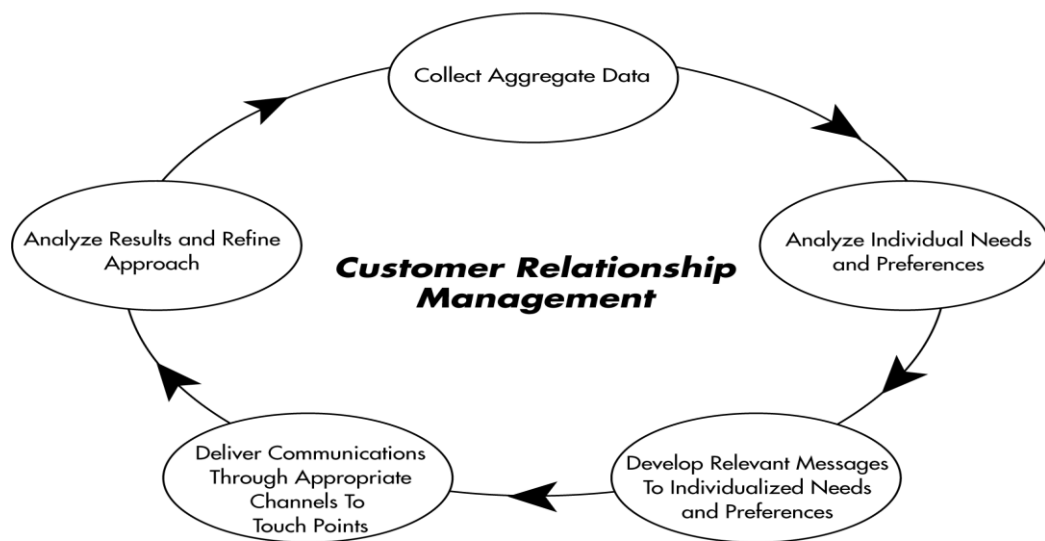 Collect Aggregate Data
Analyze Individual Needs
and Preferences
Develop Relevant Messages
To Individualized Needs
and Preferences
Deliver Communications
Through Appropriate
Channels To
Touch Points
Analyze Results and Refine
Approach
Customer Relationship
Management